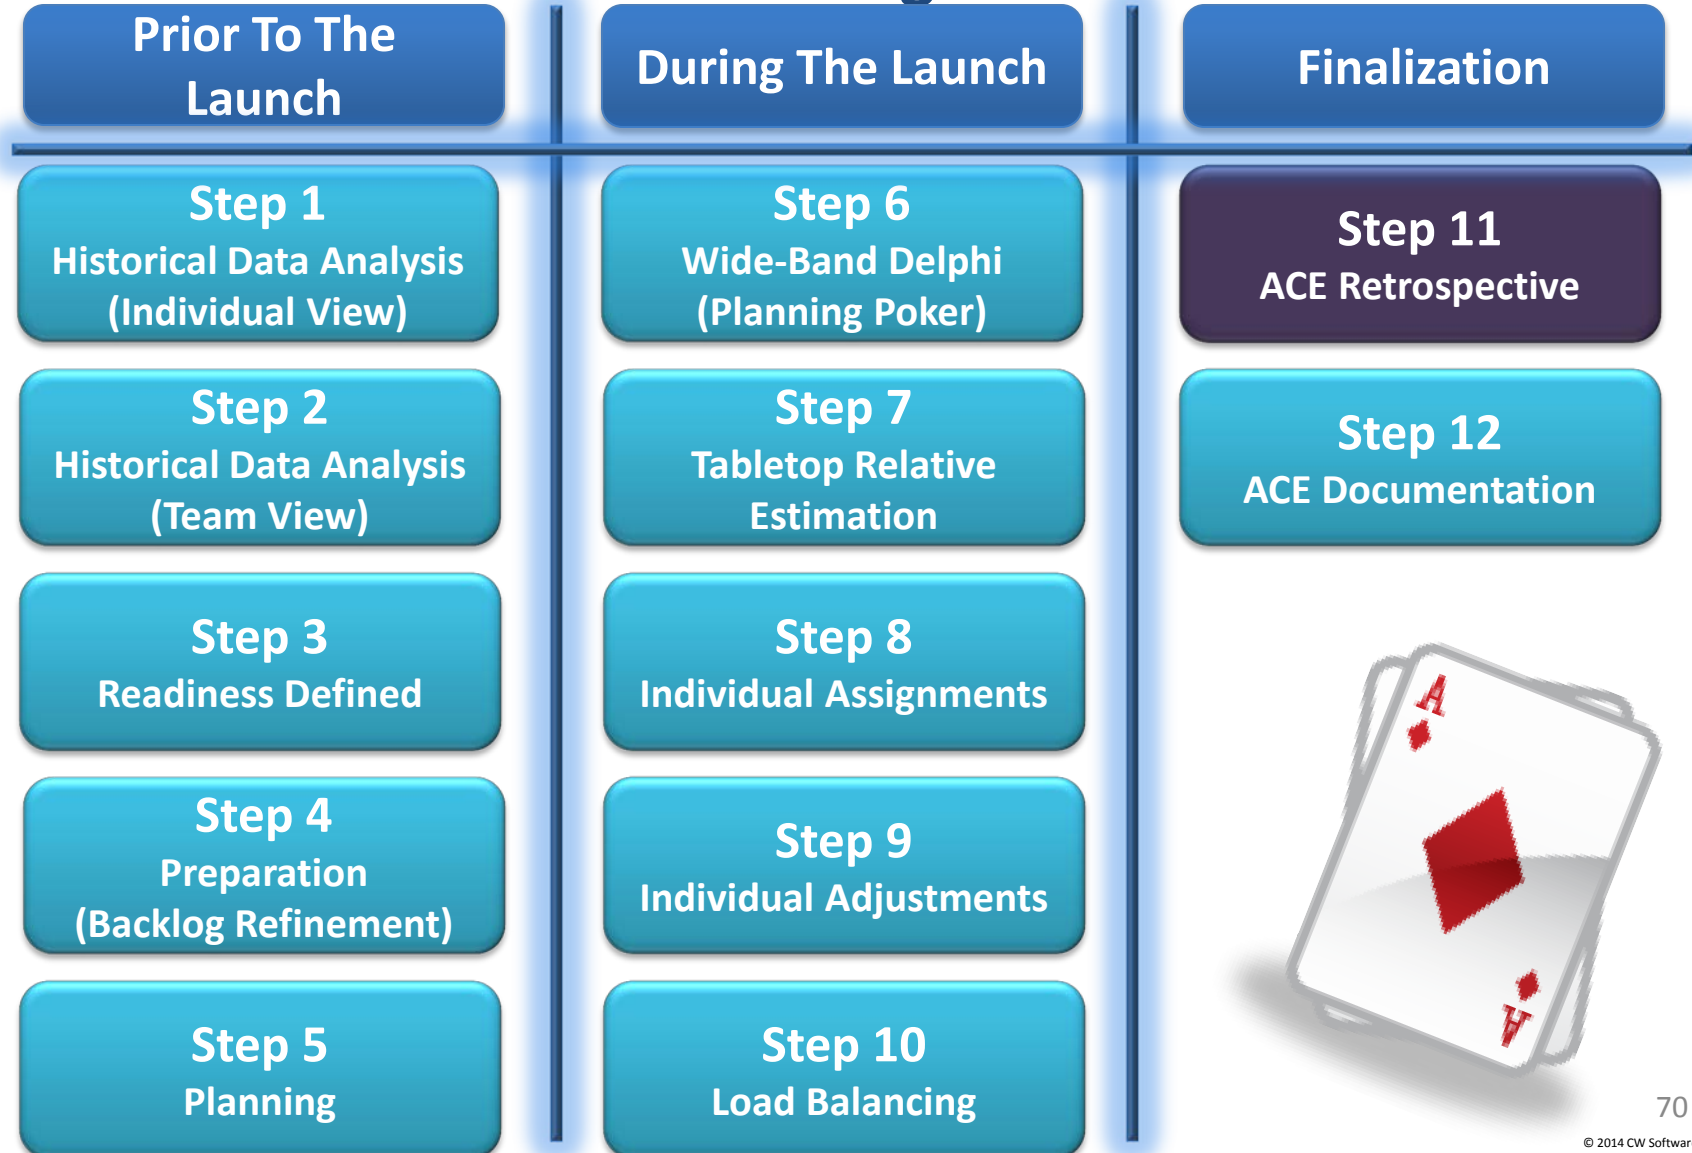 Prior To The
Launch
During The Launch
Finalization
Step 1
Historical Data Analysis
(Individual View)
Step 2
Historical Data Analysis
(Team View)
Step 3
Readiness Defined
Step 4
Preparation
(Backlog Refinement)
Step 5
Planning
Step 6
Wide-Band Delphi
(Planning Poker)
Step 7
Tabletop Relative
Estimation
Step 8
Individual Assignments
Step 9
Individual Adjustments
Step 10
Load Balancing
Step 11
ACE Retrospective
Step 12
ACE Documentation
A
A
70
© 2014 CW Softwar